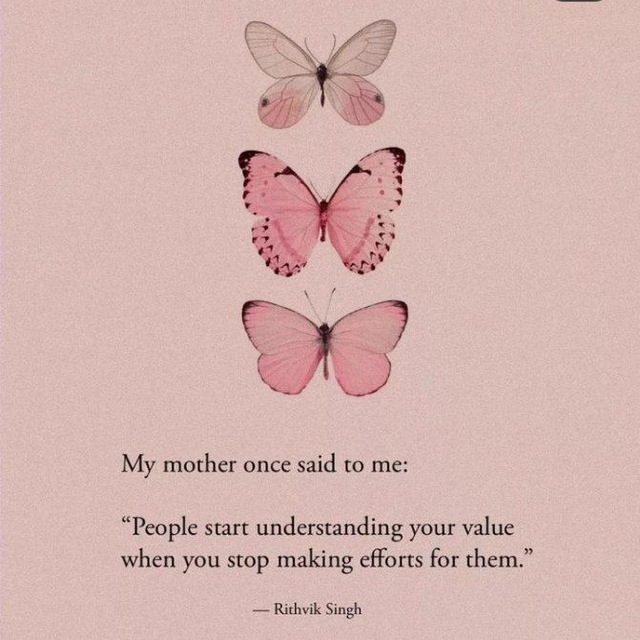 My mother once said to me:
“People start understanding your value
when you stop making efforts for them.”
— Rithvik Singh